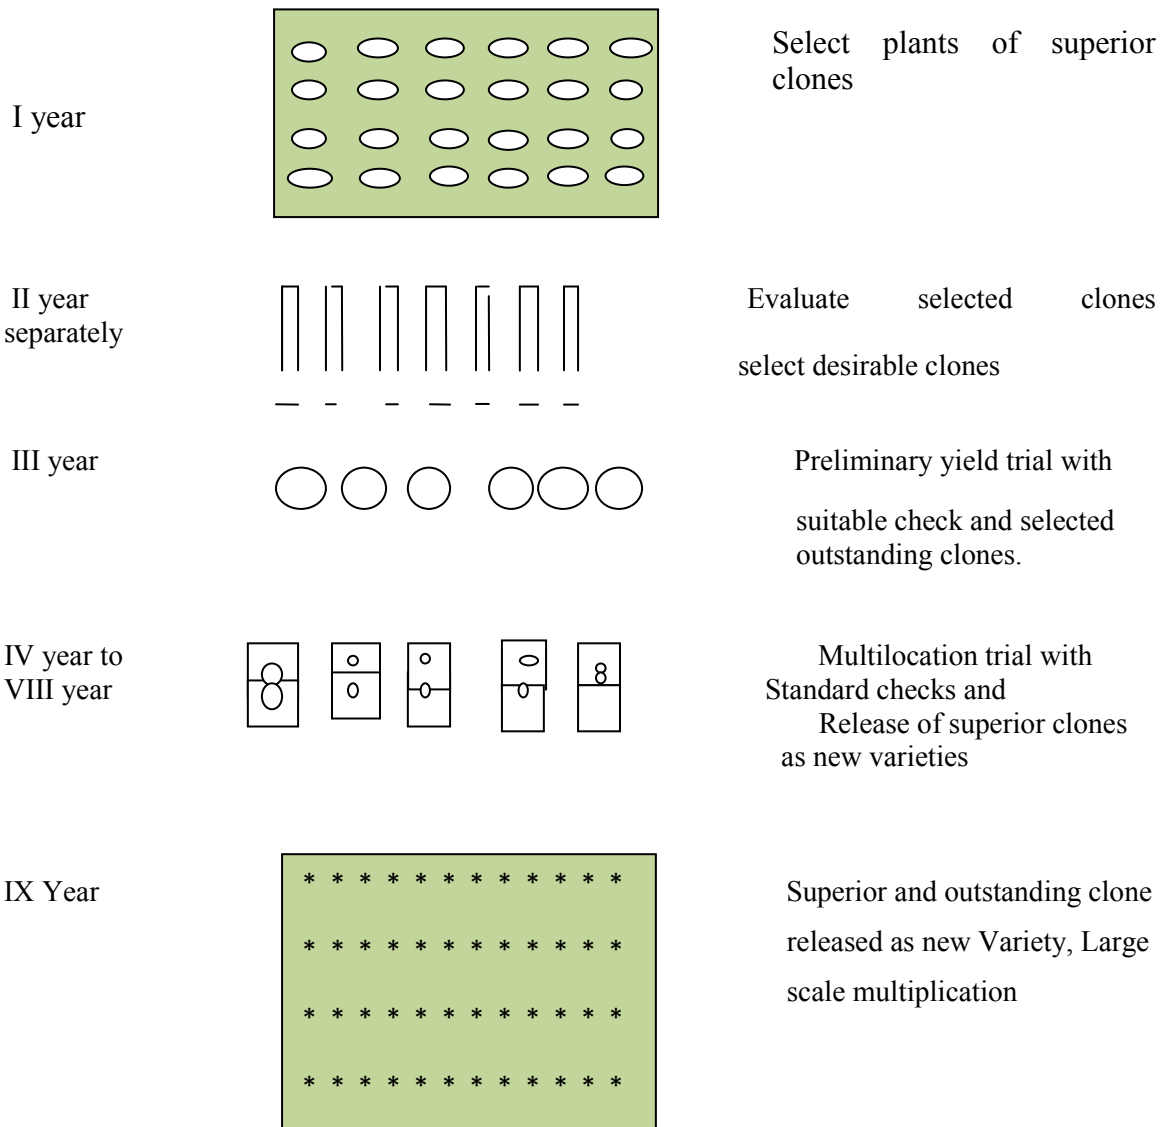 Select plants of superior
clones
I year
II year
separately
Evaluate selected clones
select desirable clones
III year
Preliminary yield trial with
suitable check and selected
outstanding clones.
IV year to
VIII year
Multilocation trial with
Standard checks and
Release of superior clones
as new varieties
IX Year
* * * * * * * * * * * *
* * * * * * * * * * * *
* * * * * * * * * * * *
* * * * * * * * * * * *
Superior and outstanding clone
released as new Variety, Large
scale multiplication